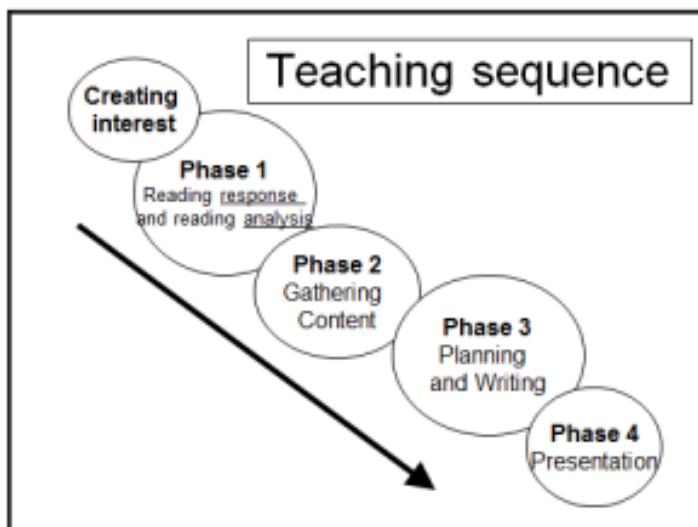 Teaching sequence
Creating
interest
Phase 1
Reading response
and reading analysis
Phase 2
Gathering
Content
Phase 3
Planning
and Writing
Phase 4
Presentation